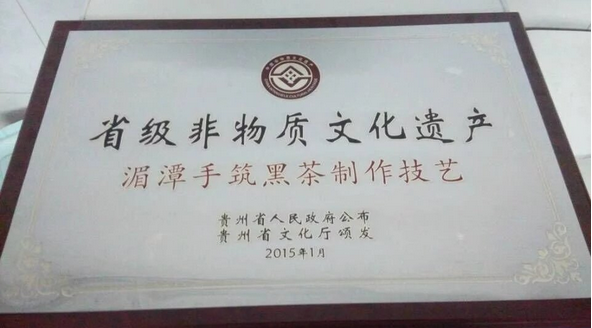 省级非物质文化遗产
湄潭手筑黑茶制作技艺
贵州省人民政府公布
贵州省文化厅颁发
2015年1月